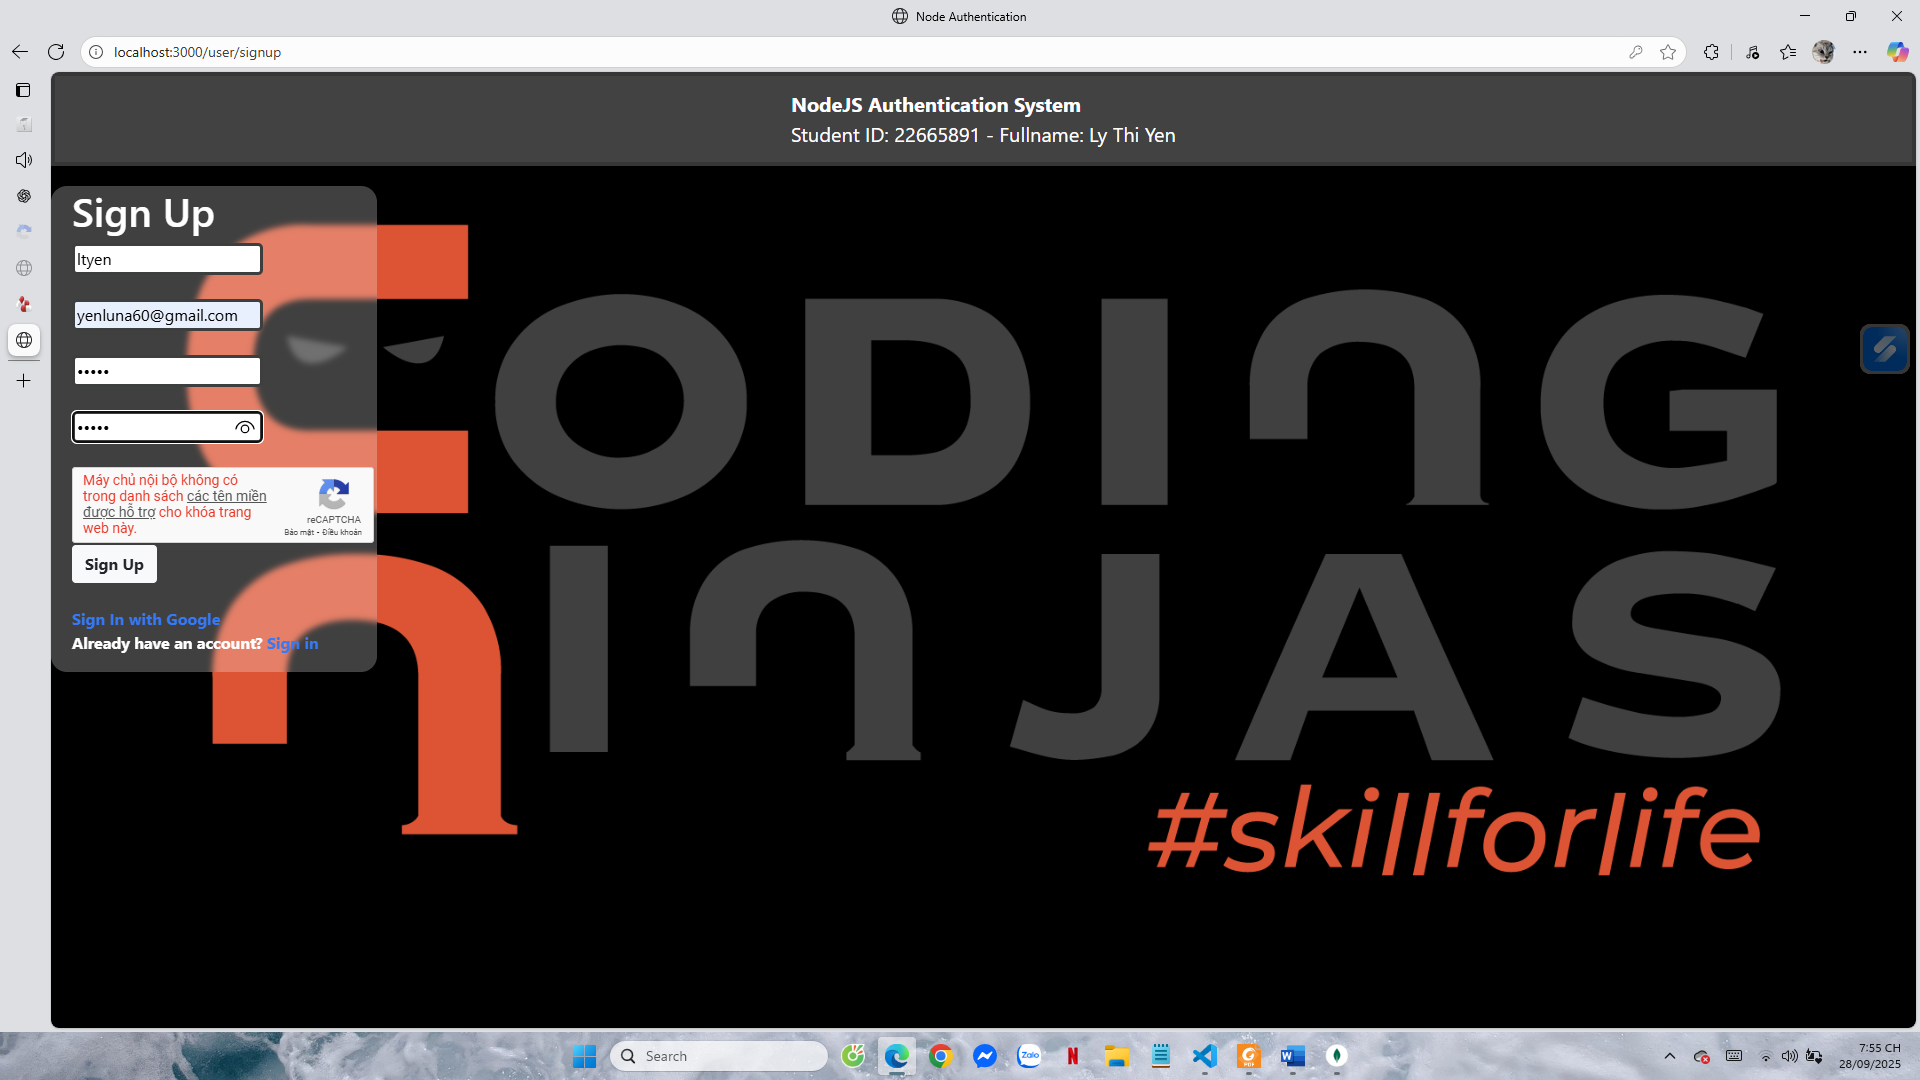 Node Authentication
localhost:3000/user/signup
NodeJS Authentication System
Student ID: 22665891 - Fullname: Ly Thi Yen
Sign Up
ltyen
yenluna60@gmail.com
•••••
•••••
Máy chủ nội bộ không có
trong danh sách các tên miền
được hỗ trợ cho khóa trang
web này.
reCAPTCHA
Bảo mật - Điều khoản
Sign Up
Sign In with Google
Already have an account? Sign in
CODING
NINJAS
#skillforlife
Search
Zalo
N
PDF
W
7:55 CH
28/09/2025